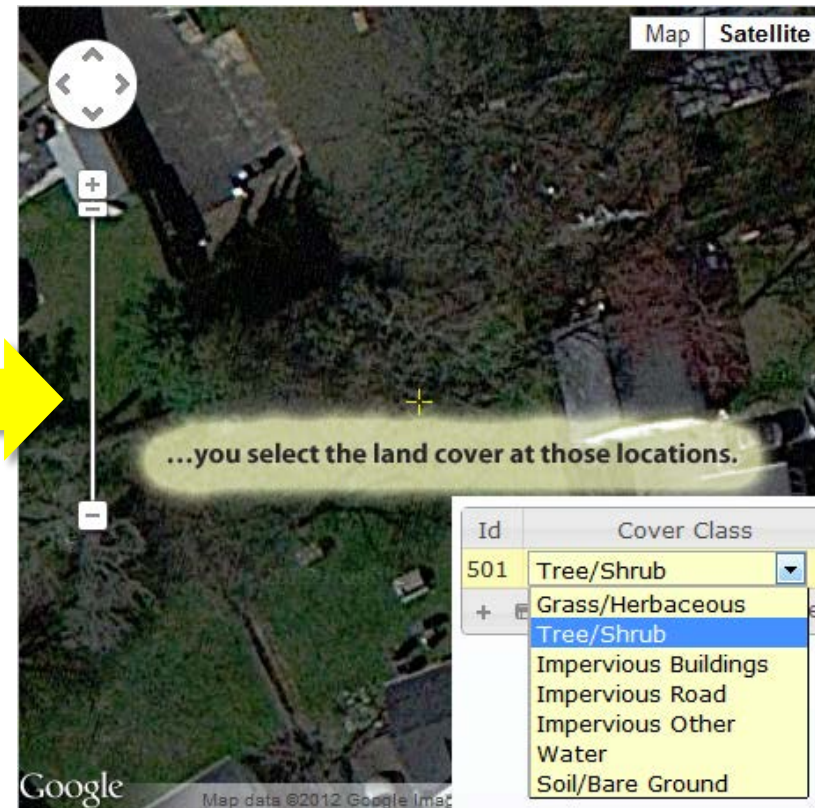 Map Satellite
…you select the land cover at those locations.
Id Cover Class
501 Tree/Shrub
Grass/Herbaceous
Tree/Shrub
Impervious Buildings
Impervious Road
Impervious Other
Water
Soil/Bare Ground
Google
Map data ©2012 Google Imag